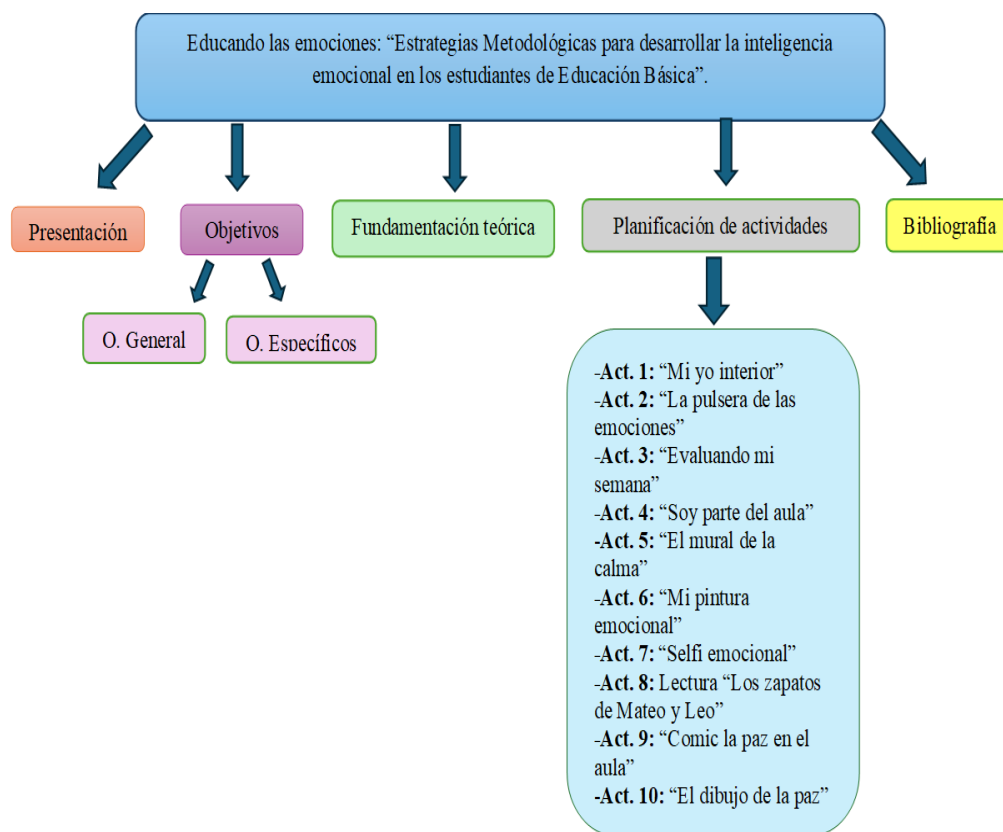 Educando las emociones: “Estrategias Metodológicas para desarrollar la inteligencia
emocional en los estudiantes de Educación Básica”.
Presentación
Objetivos
Fundamentación teórica
Planificación de actividades
Bibliografía
O. General
O. Específicos
-Act. 1: “Mi yo interior”
-Act. 2: “La pulsera de las
emociones”
-Act. 3: “Evaluando mi
semana”
-Act. 4: “Soy parte del aula”
-Act. 5: “El mural de la
calma”
-Act. 6: “Mi pintura
emocional”
-Act. 7: “Selfi emocional”
-Act. 8: Lectura “Los zapatos
de Mateo y Leo”
-Act. 9: “Comic la paz en el
aula”
-Act. 10: “El dibujo de la paz”